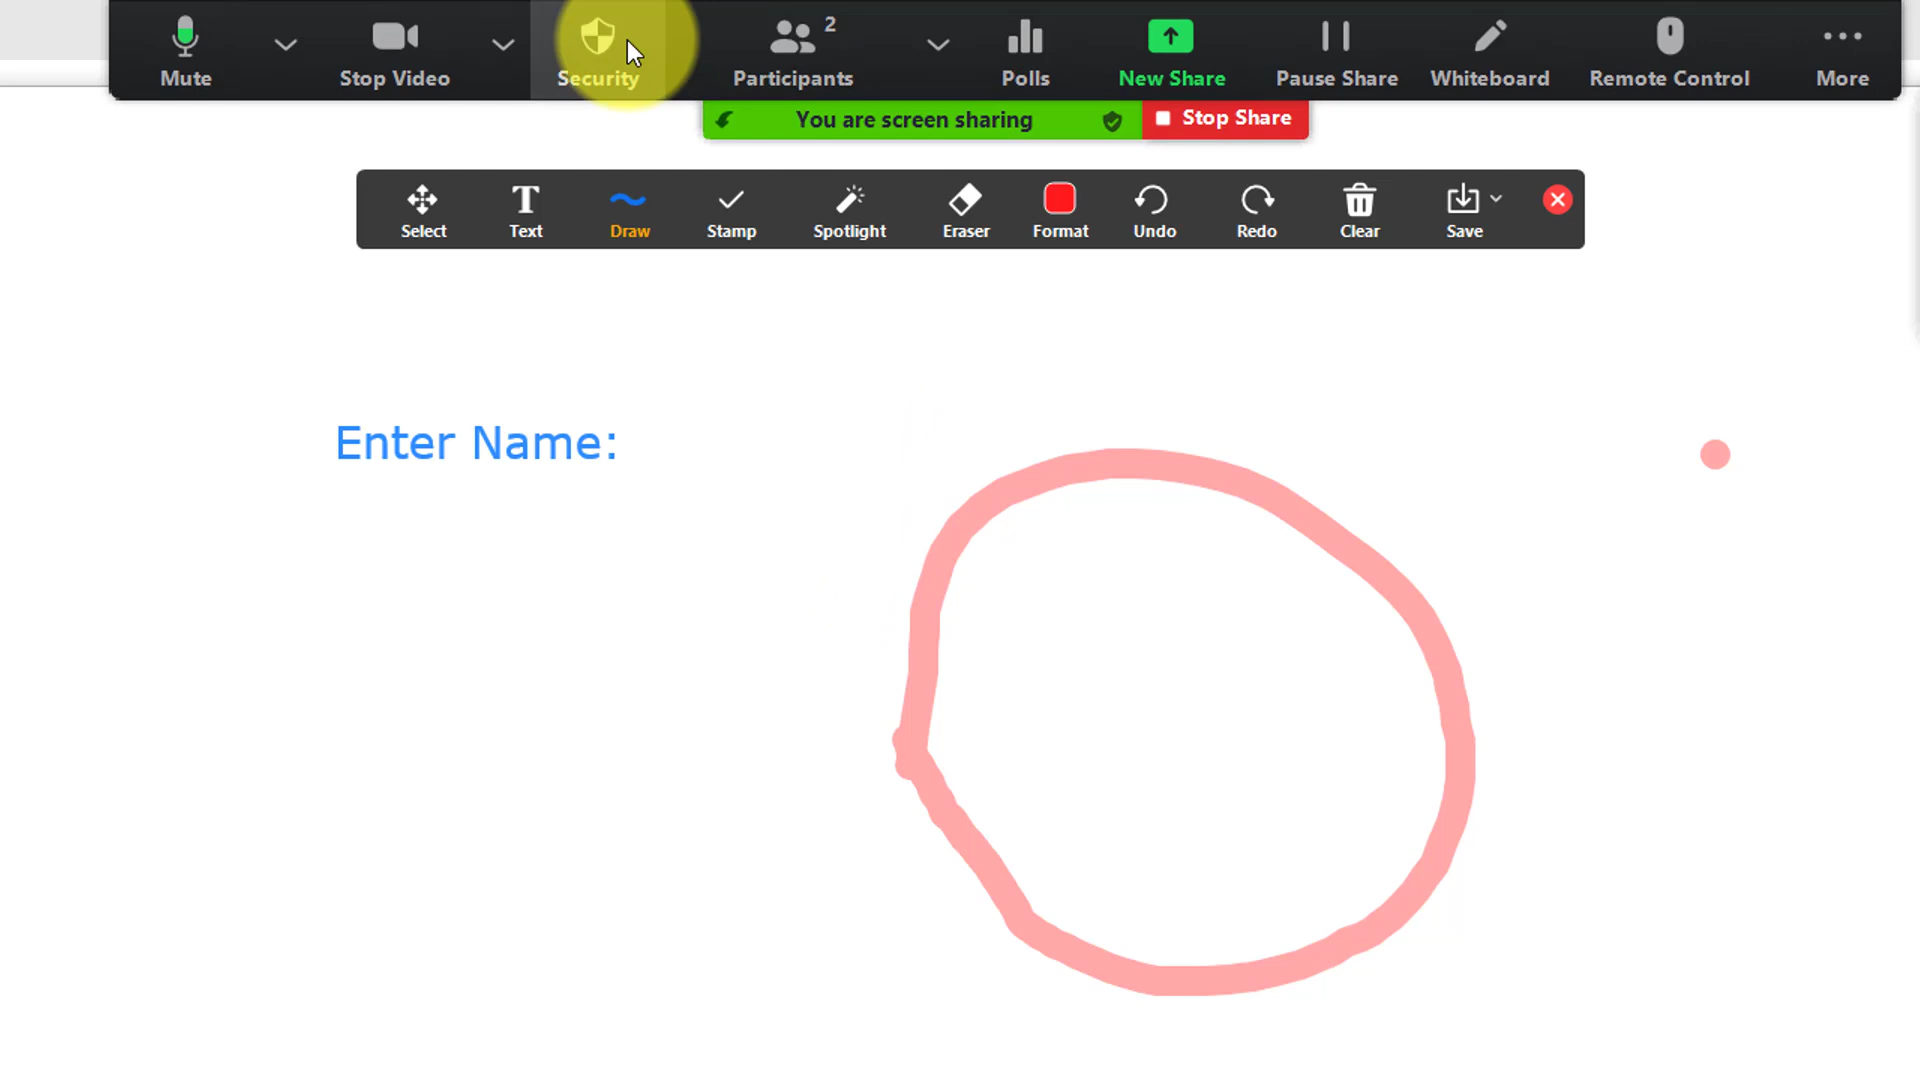 Mute Stop Video Security Participants 2 Polls New Share Pause Share Whiteboard Remote Control More
You are screen sharing Stop Share
Select Text Draw Stamp Spotlight Eraser Format Undo Redo Clear Save
Enter Name: